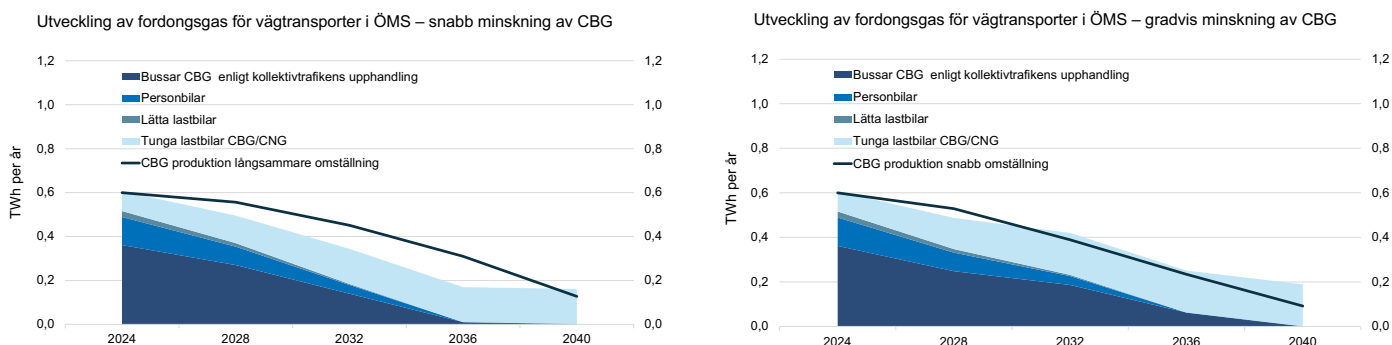 Utveckling av fordongsgas för vägtransporter i ÖMS – snabb minskning av CBG
1,2 1,2
Bussar CBG enligt kollektivtrafikens upphandling
1,0 1,0
Personbilar
Lätta lastbilar
0,8 0,8
Tunga lastbilar CBG/CNG
CBG produktion långsammare omställning
TWh per år
0,6 0,6
0,4 0,4
0,2 0,2
0,0 0,0
2024 2028 2032 2036 2040
Utveckling av fordongsgas för vägtransporter i ÖMS – gradvis minskning av CBG
1,2 1,2
Bussar CBG enligt kollektivtrafikens upphandling
1,0 1,0
Personbilar
Lätta lastbilar
0,8 0,8
Tunga lastbilar CBG/CNG
CBG produktion snabb omställning
TWh per år
0,6 0,6
0,4 0,4
0,2 0,2
0,0 0,0
2024 2028 2032 2036 2040